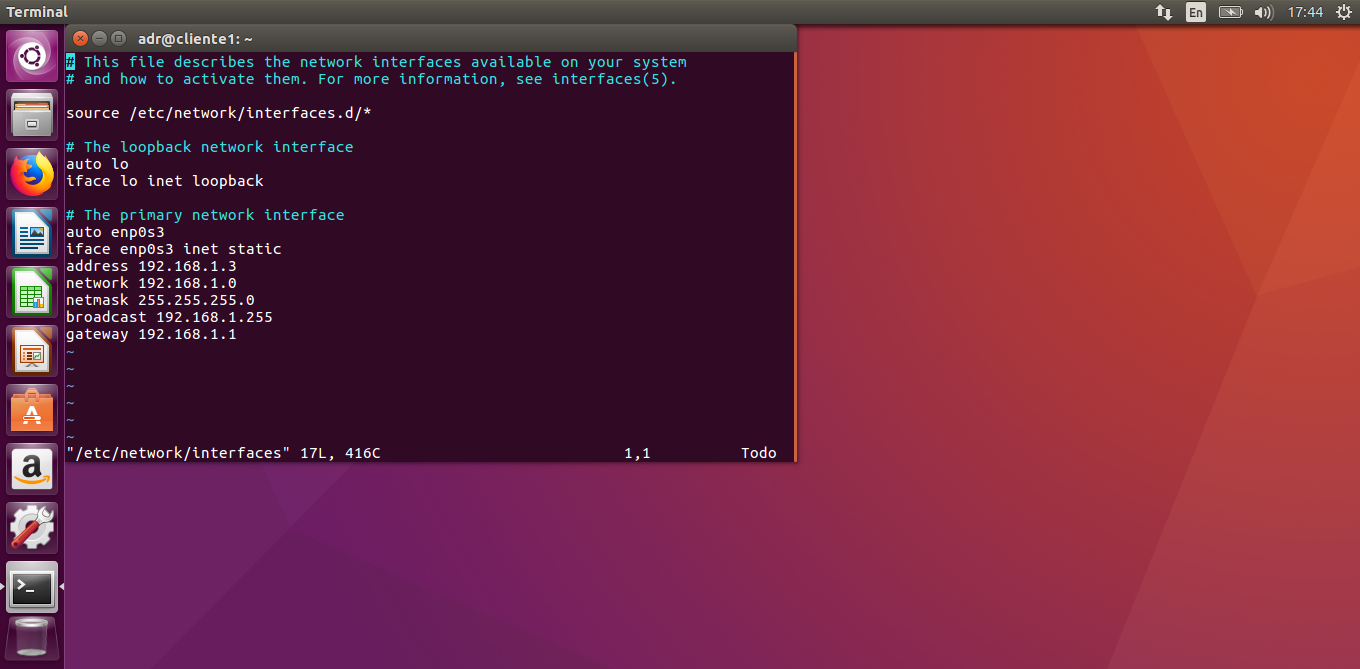 Terminal
En
17:44
adr@cliente1: ~
# This file describes the network interfaces available on your system
# and how to activate them. For more information, see interfaces(5).
source /etc/network/interfaces.d/*
# The loopback network interface
auto lo
iface lo inet loopback
# The primary network interface
auto enp0s3
iface enp0s3 inet static
address 192.168.1.3
network 192.168.1.0
netmask 255.255.255.0
broadcast 192.168.1.255
gateway 192.168.1.1
~
~
~
~
~
~
"/etc/network/interfaces" 17L, 416C 1,1 Todo